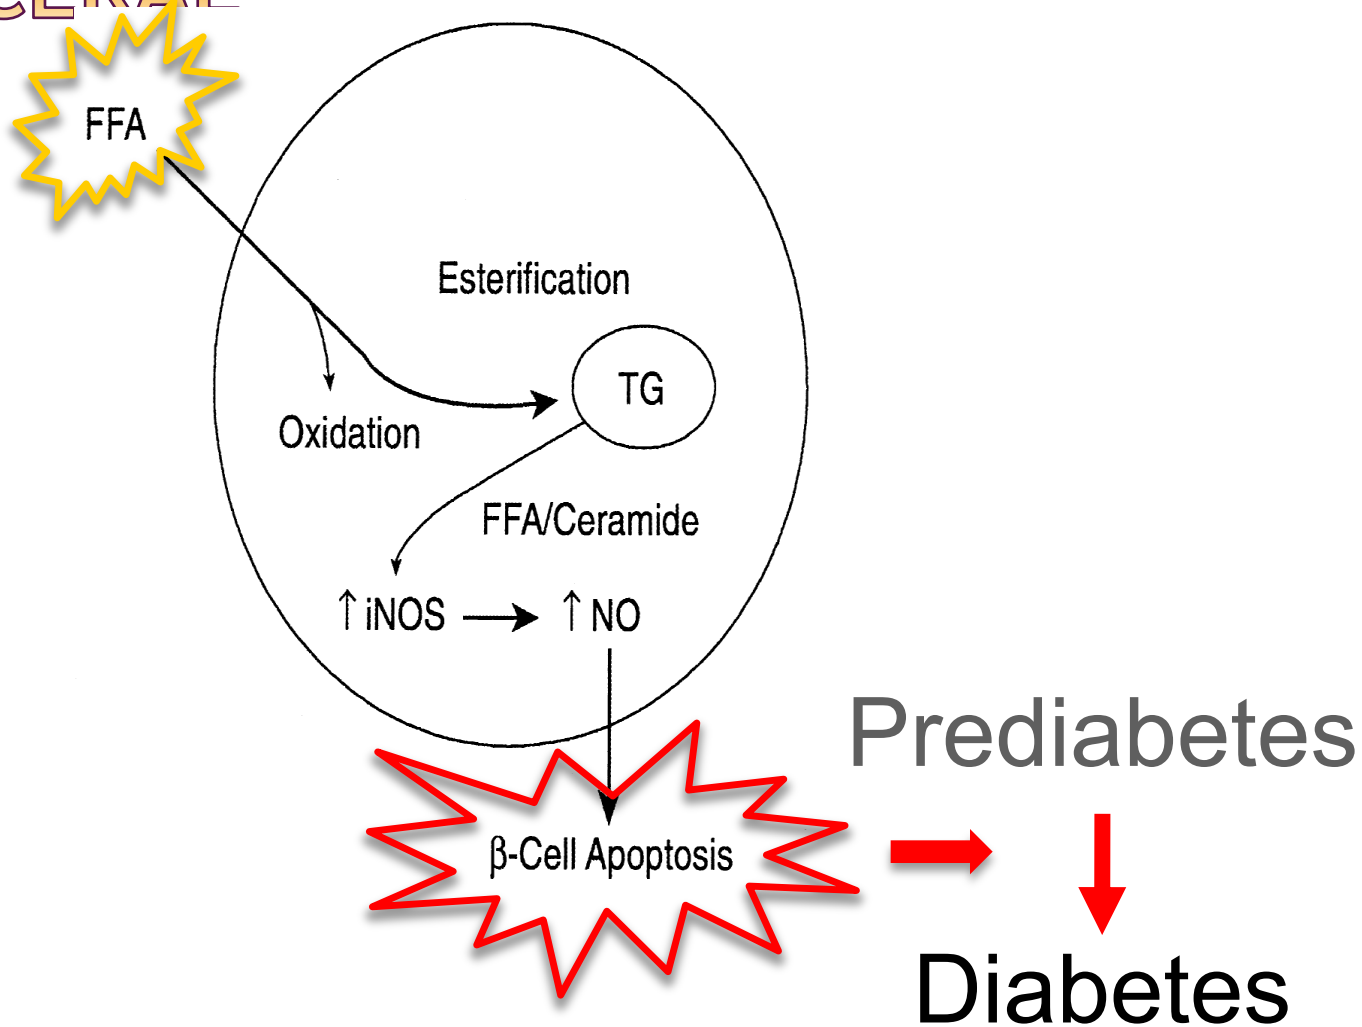 FFA
Esterification
TG
Oxidation
FFA/Ceramide
↑ iNOS → ↑ NO
β-Cell Apoptosis
Prediabetes
Diabetes